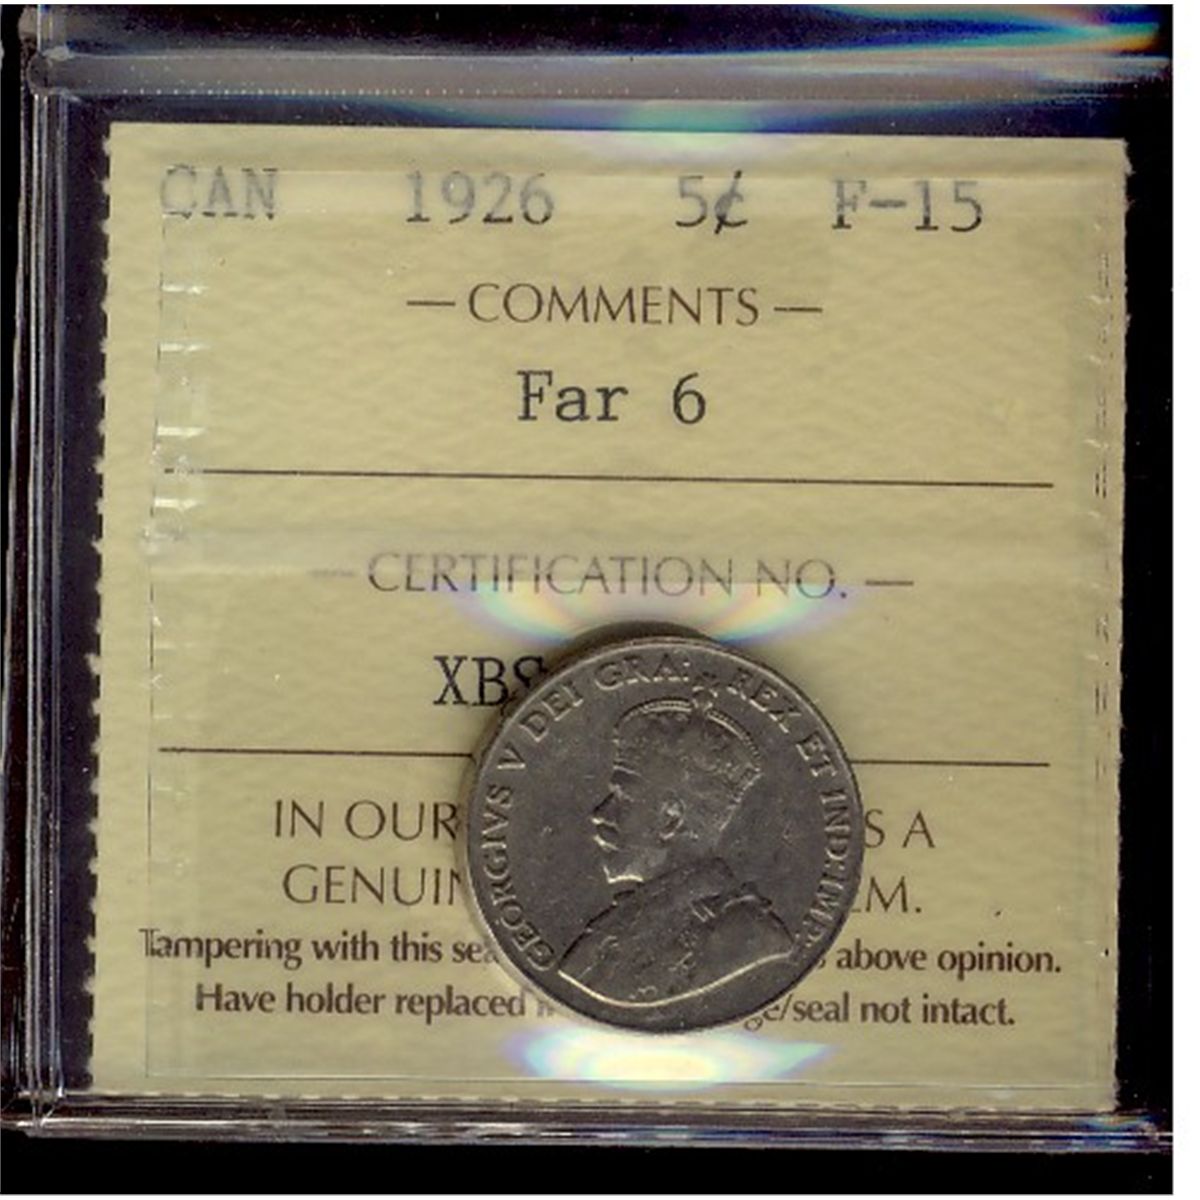 CAN 1926 5¢ F-15
— COMMENTS —
Far 6
— CERTIFICATION NO. —
XBS
GEORGIVS V DEI GRA: REX ET IND:IMP:
IN OUR S A
GENUIN EM.
Tampering with this sea above opinion.
Have holder replaced ge/seal not intact.